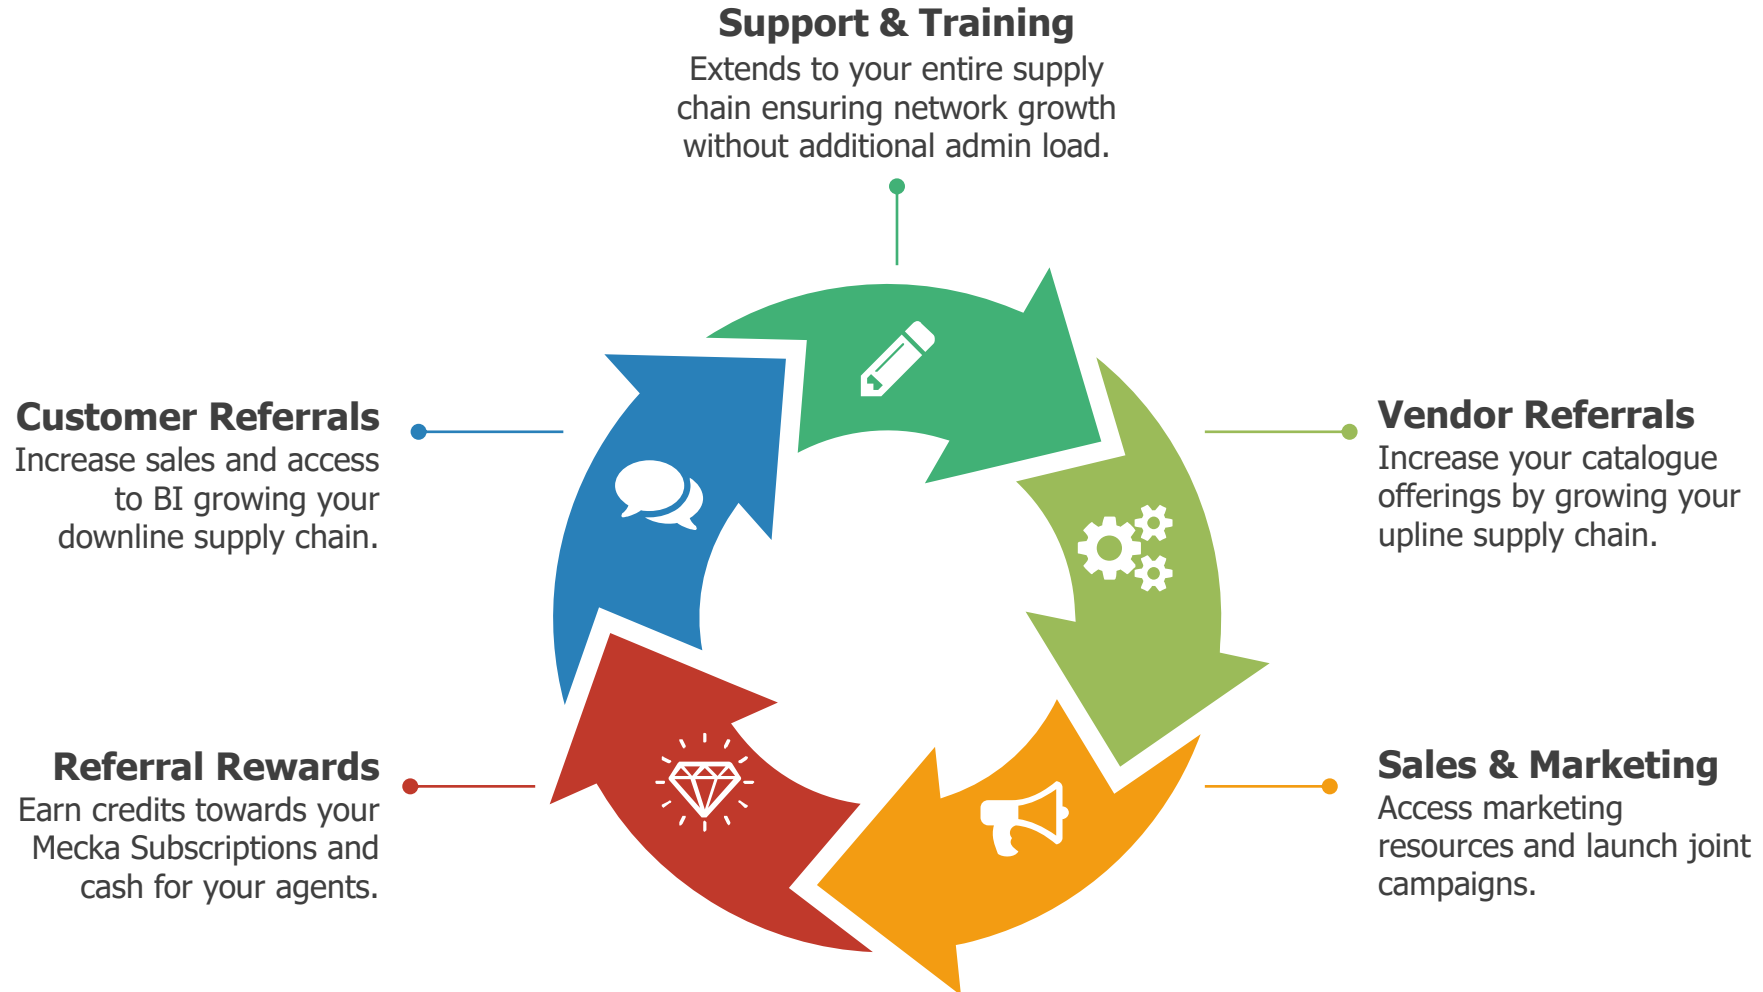 Support & Training
Extends to your entire supply
chain ensuring network growth
without additional admin load.
Customer Referrals
Increase sales and access
to BI growing your
downline supply chain.
Vendor Referrals
Increase your catalogue
offerings by growing your
upline supply chain.
Referral Rewards
Earn credits towards your
Mecka Subscriptions and
cash for your agents.
Sales & Marketing
Access marketing
resources and launch joint
campaigns.